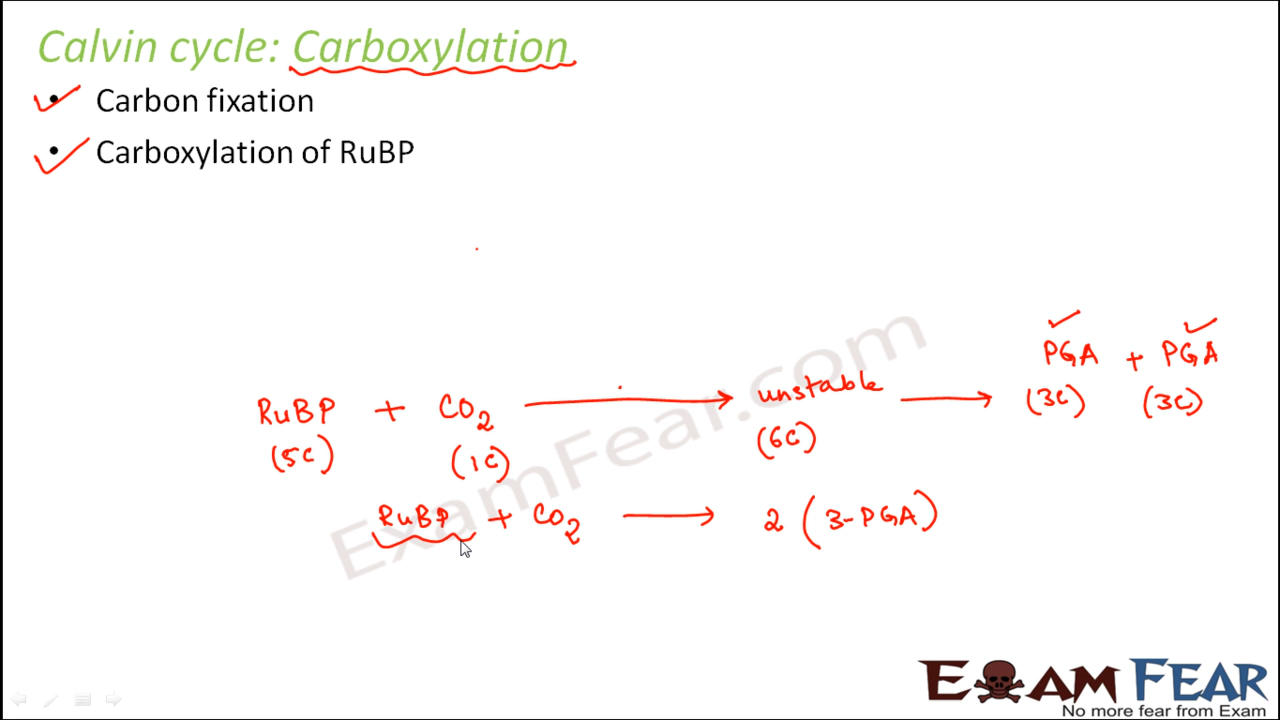 Calvin cycle: Carboxylation
• Carbon fixation
• Carboxylation of RuBP
PGA + PGA
(3C) (3C)
RuBP + CO2 → unstable →
(5C) (1C) (6C)
RuBP + CO2 → 2 (3-PGA)
ExamFear.com
EXAM FEAR
No more fear from Exam